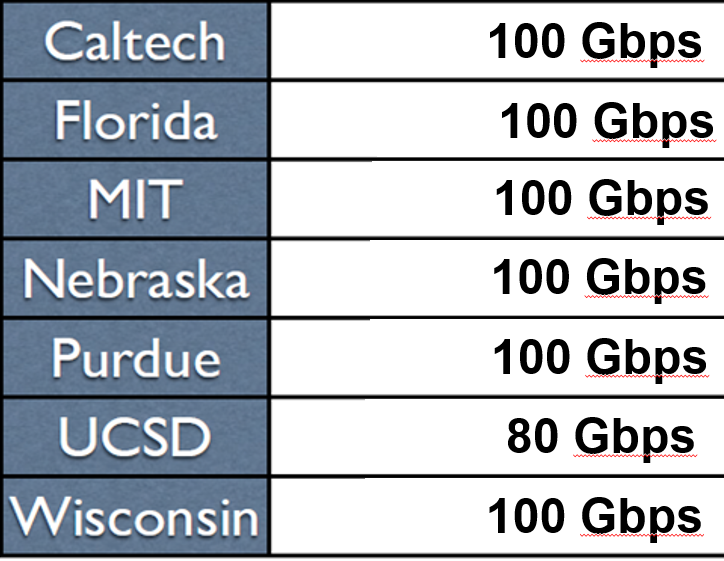 Caltech 100 Gbps
Florida 100 Gbps
MIT 100 Gbps
Nebraska 100 Gbps
Purdue 100 Gbps
UCSD 80 Gbps
Wisconsin 100 Gbps